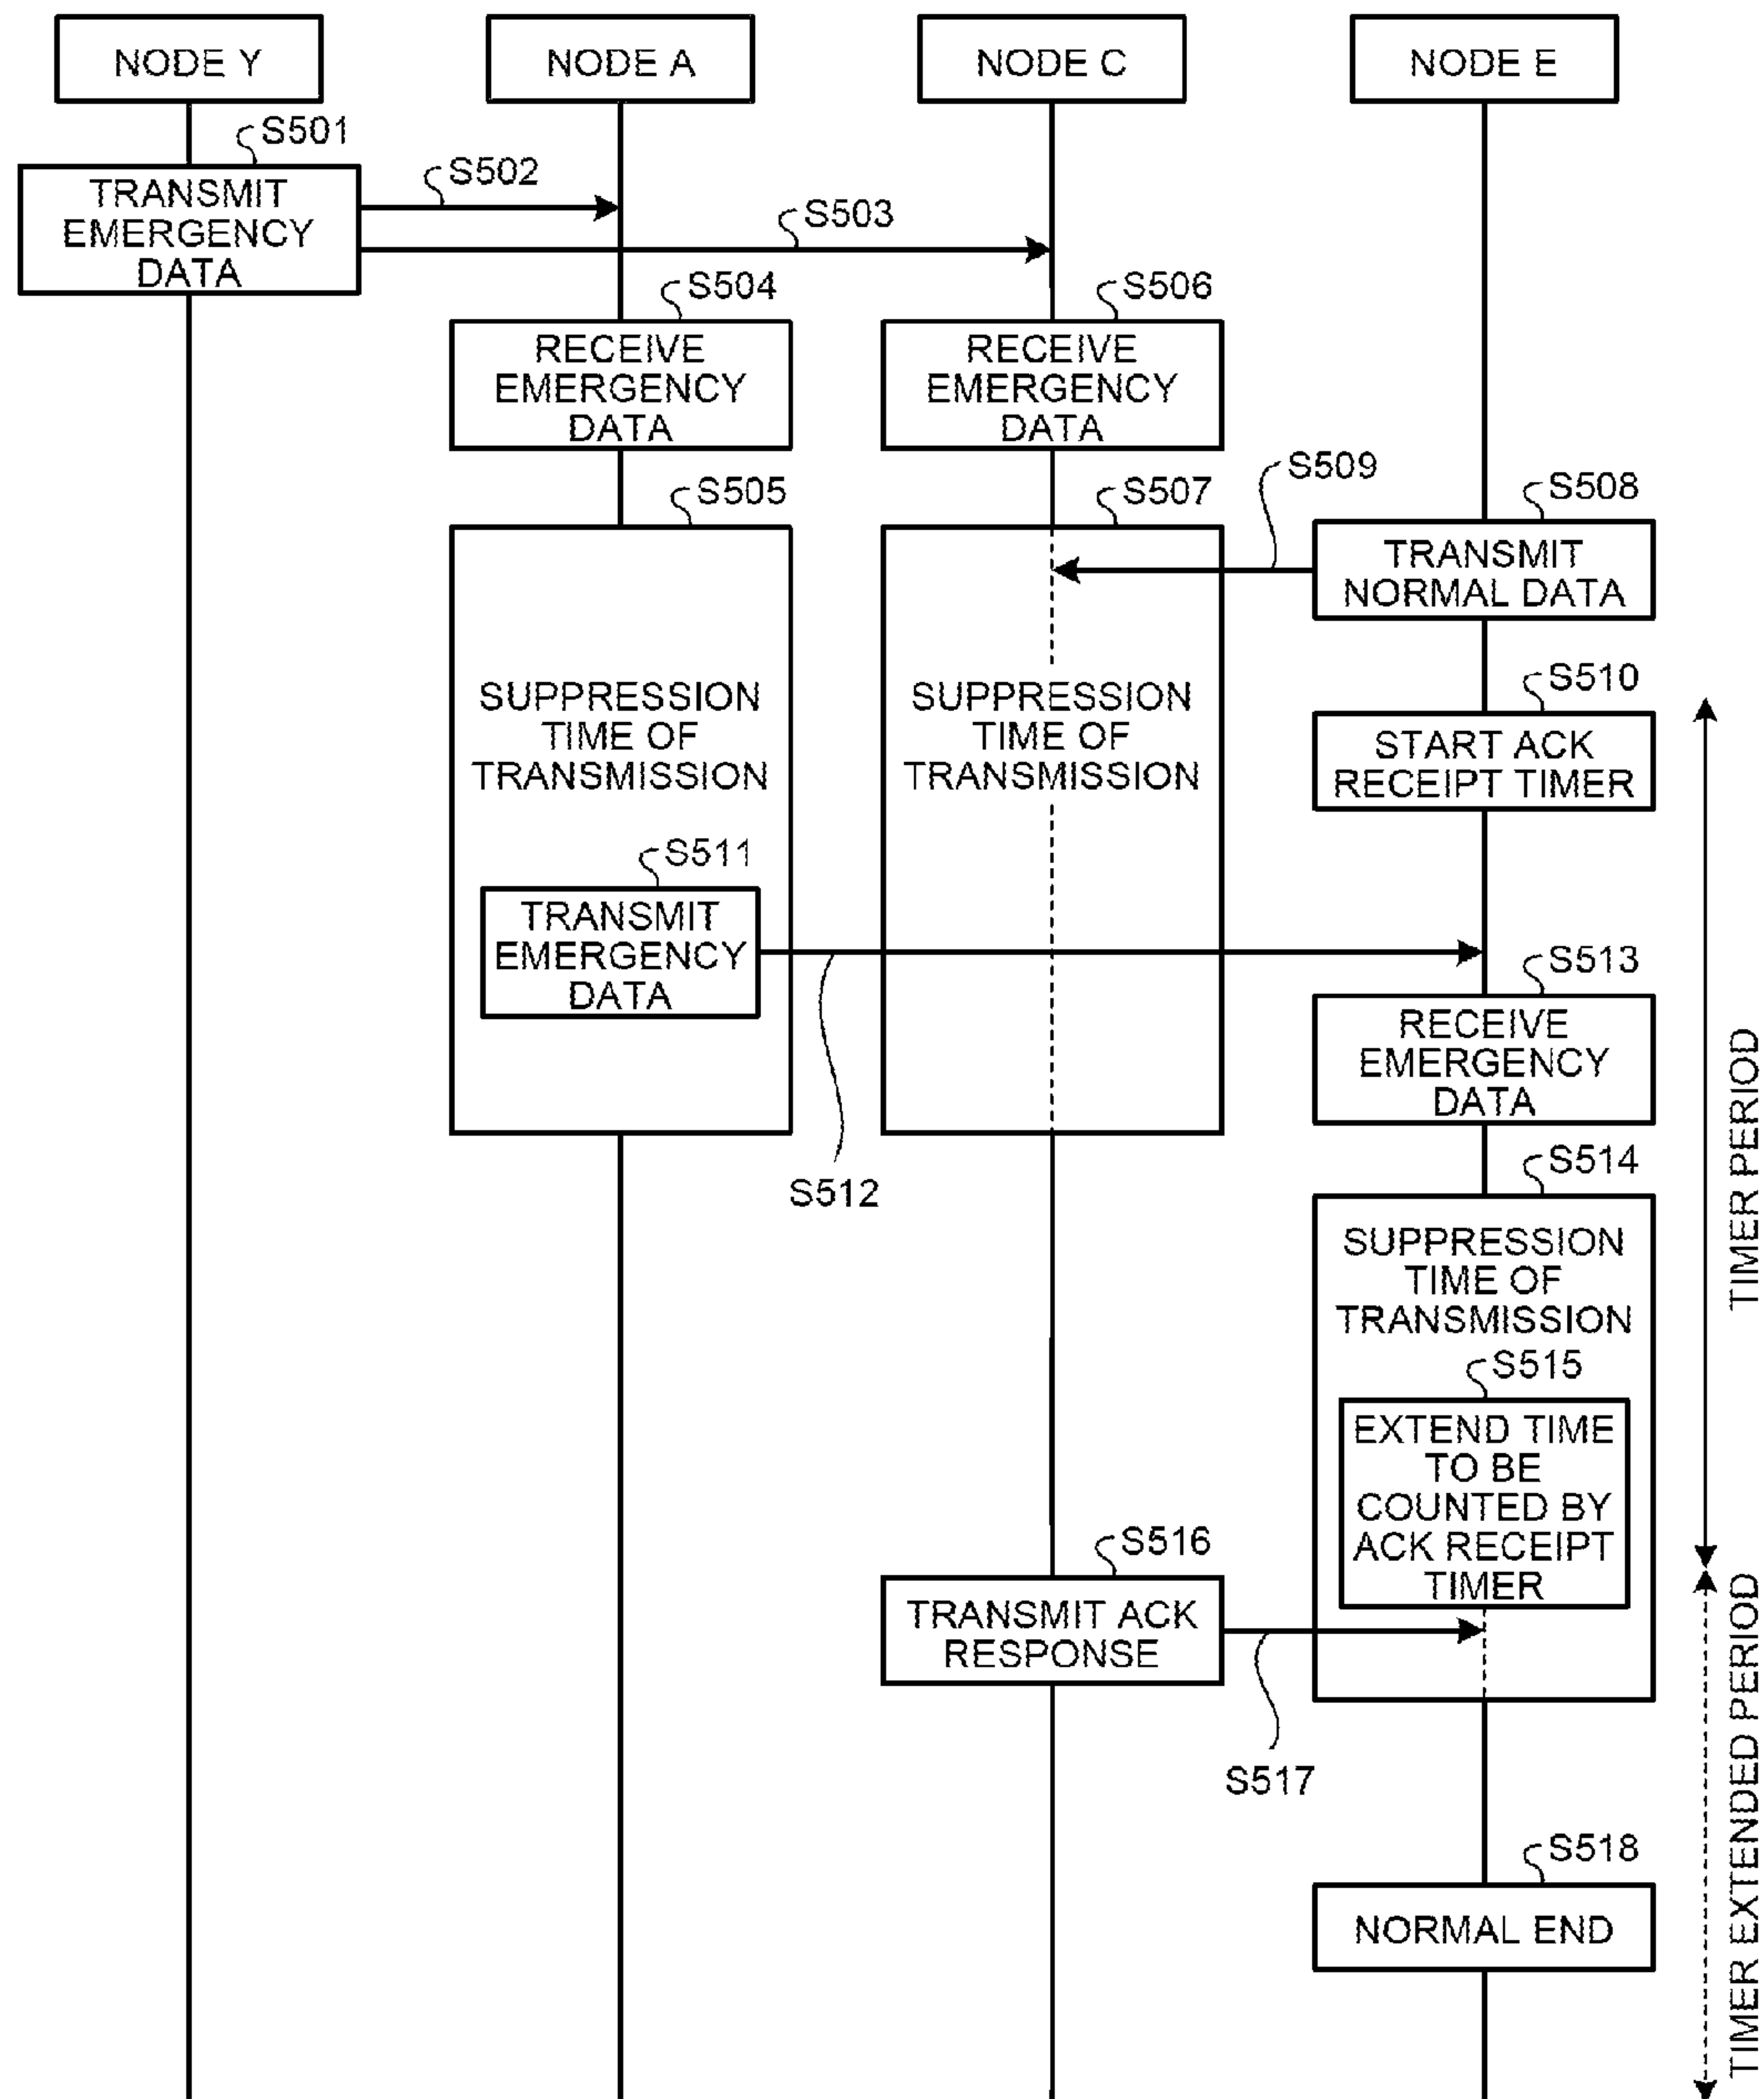 NODE Y
NODE A
NODE C
NODE E
S501
TRANSMIT
EMERGENCY
DATA
S502
S503
S504
RECEIVE
EMERGENCY
DATA
S506
RECEIVE
EMERGENCY
DATA
S505
SUPPRESSION
TIME OF
TRANSMISSION
S507
SUPPRESSION
TIME OF
TRANSMISSION
S509
S508
TRANSMIT
NORMAL DATA
S510
START ACK
RECEIPT TIMER
S511
TRANSMIT
EMERGENCY
DATA
S512
S513
RECEIVE
EMERGENCY
DATA
S514
SUPPRESSION
TIME OF
TRANSMISSION
S515
EXTEND TIME
TO BE
COUNTED BY
ACK RECEIPT
TIMER
S516
TRANSMIT ACK
RESPONSE
S517
S518
NORMAL END
TIMER PERIOD
TIMER EXTENDED PERIOD